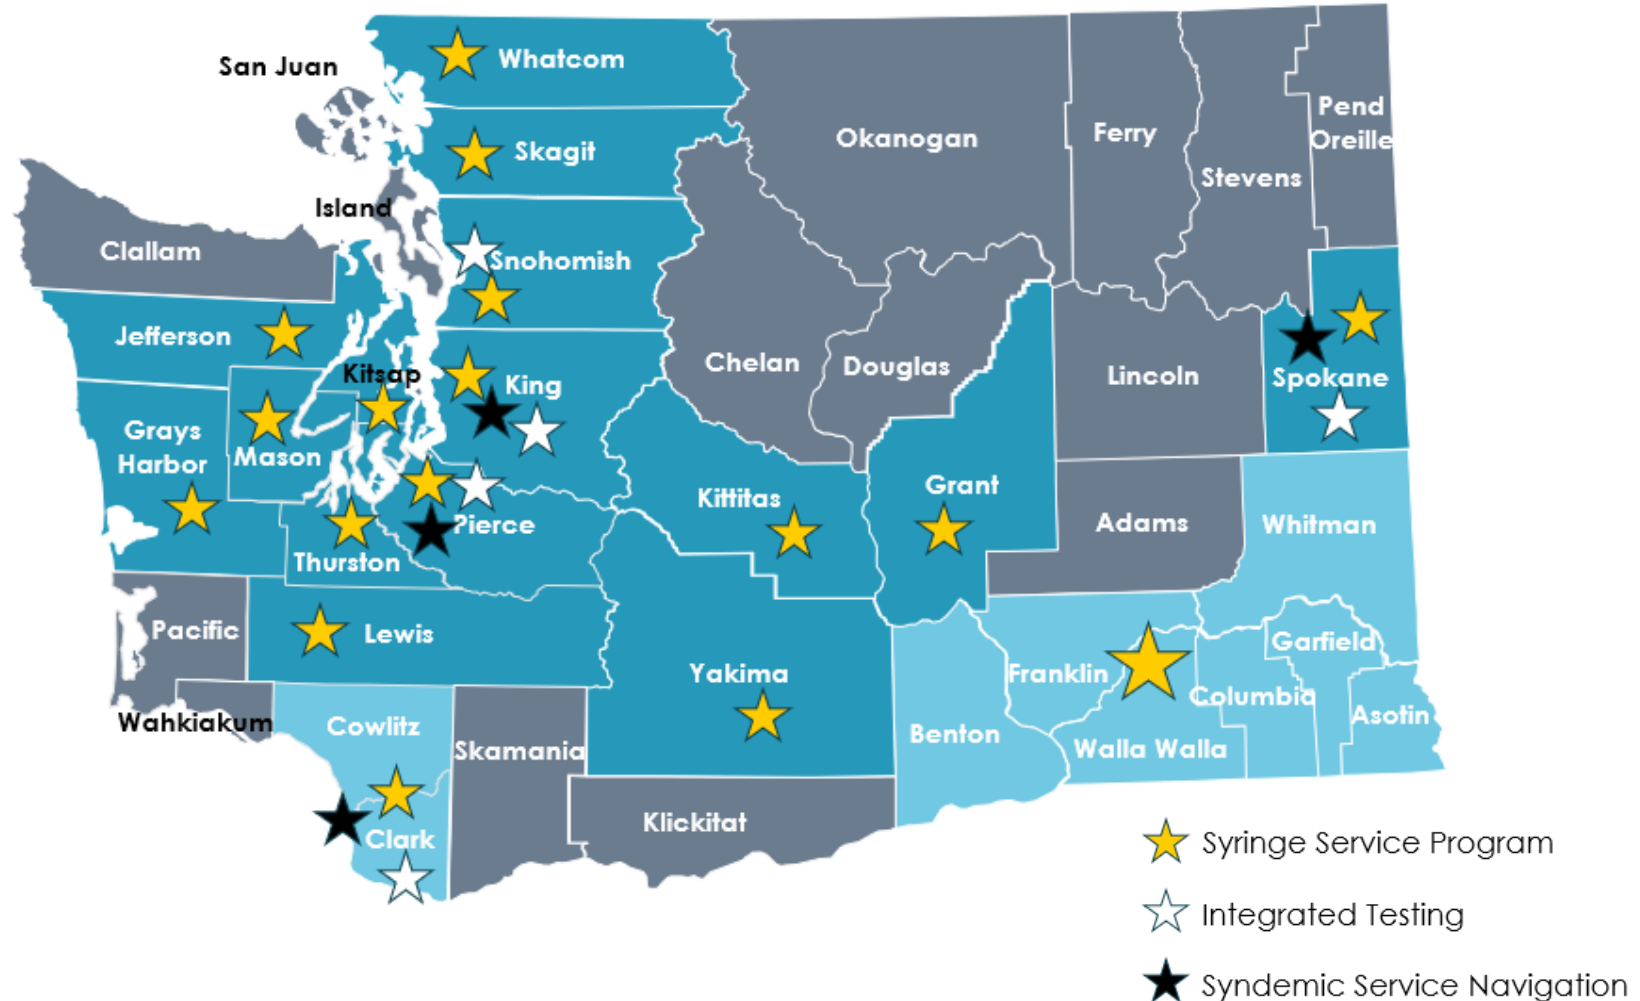 Whatcom
San Juan
Pend
Oreille
Okanogan
Ferry
Skagit
Stevens
Island
Clallam
Snohomish
Jefferson
Chelan
Douglas
Lincoln
Kitsap
King
Spokane
Grays
Harbor
Mason
Kittitas
Grant
Adams
Whitman
Pierce
Thurston
Pacific
Lewis
Garfield
Yakima
Franklin
Columbia
Wahkiakum
Cowlitz
Skamania
Benton
Walla Walla
Asotin
Klickitat
Clark
Syringe Service Program
Integrated Testing
Syndemic Service Navigation